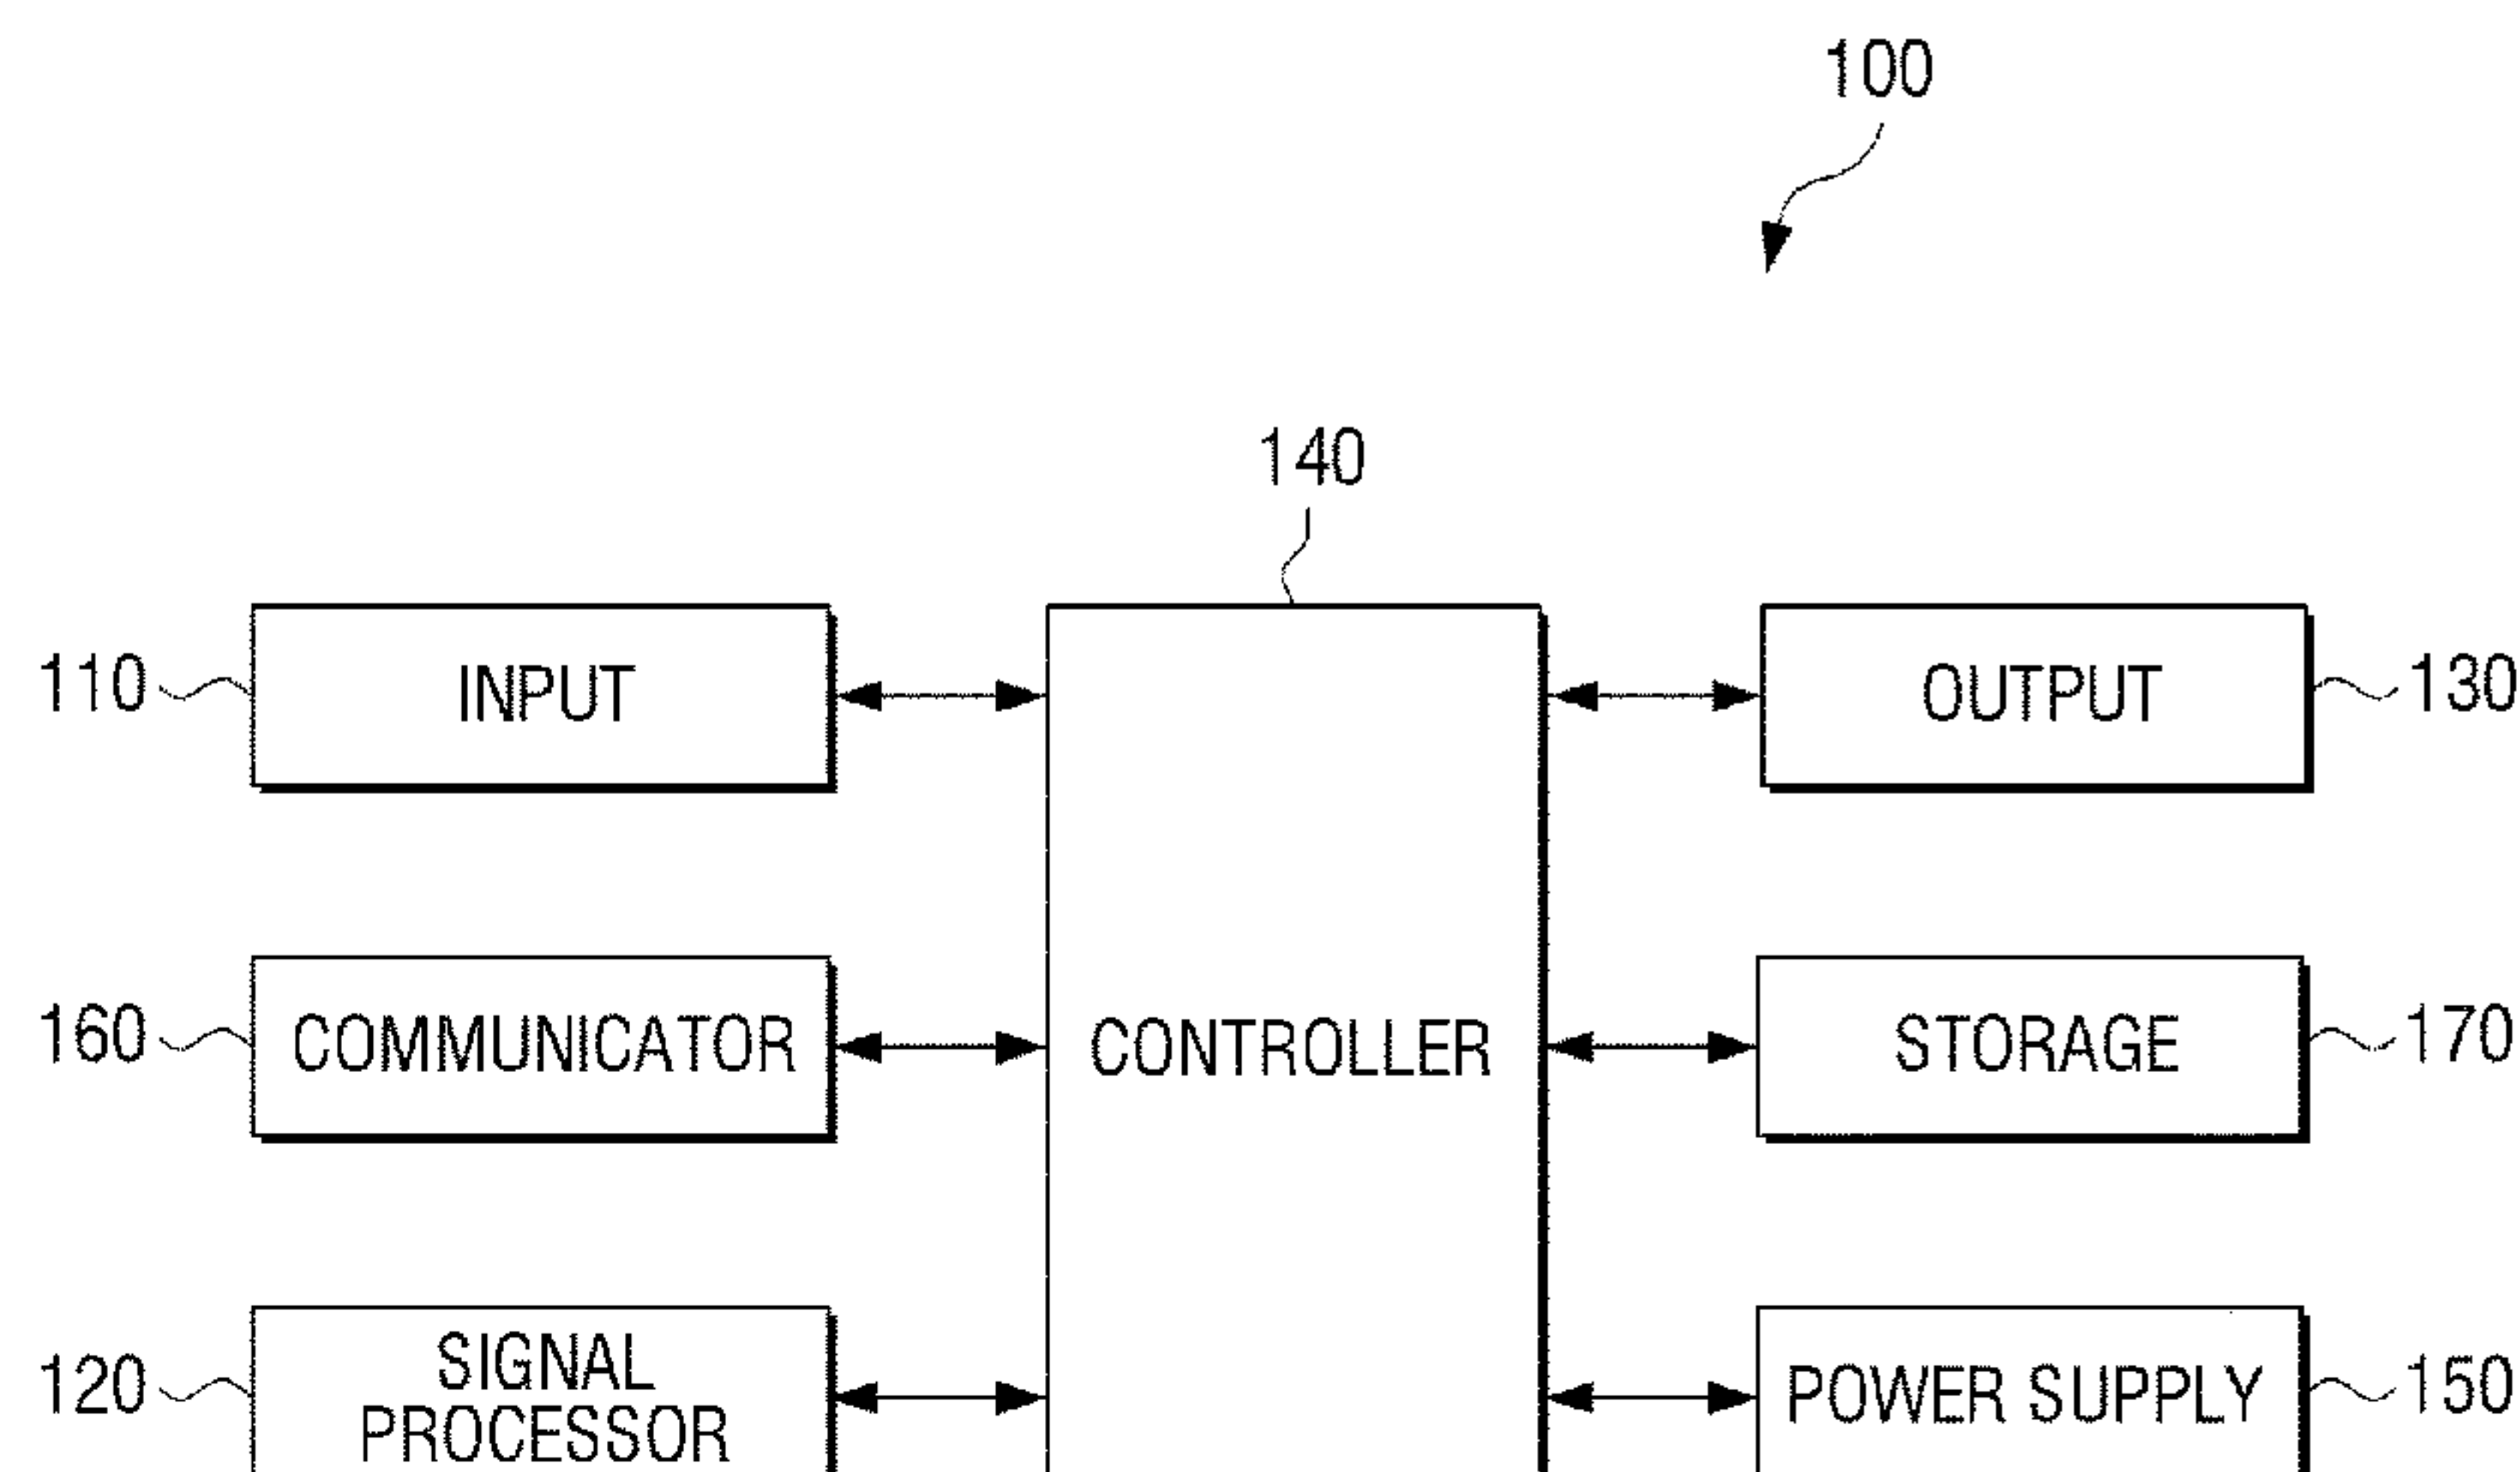 100
140
110
INPUT
OUTPUT
130
160
COMMUNICATOR
CONTROLLER
STORAGE
170
120
SIGNAL
PROCESSOR
POWER SUPPLY
150